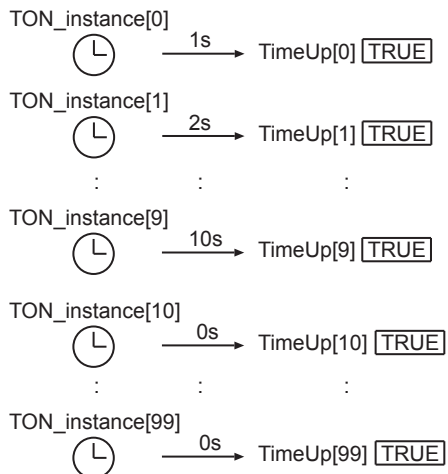 TON_instance[0]
1s
TimeUp[0] TRUE
TON_instance[1]
2s
TimeUp[1] TRUE
: : :
TON_instance[9]
10s
TimeUp[9] TRUE
TON_instance[10]
0s
TimeUp[10] TRUE
: : :
TON_instance[99]
0s
TimeUp[99] TRUE